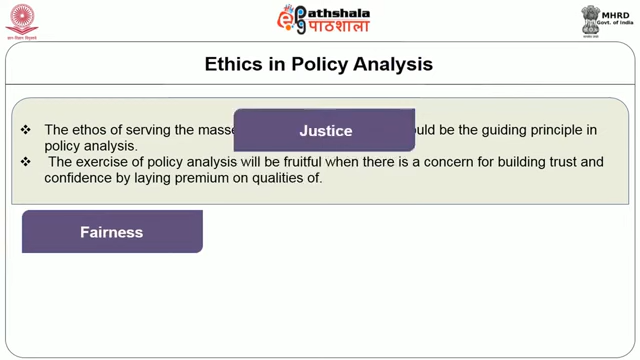 Pathshala
पाठशाला
MHRD
Govt. of India
Ethics in Policy Analysis
The ethos of serving the masse
Justice
ould be the guiding principle in
policy analysis.
The exercise of policy analysis will be fruitful when there is a concern for building trust and
confidence by laying premium on qualities of.
Fairness